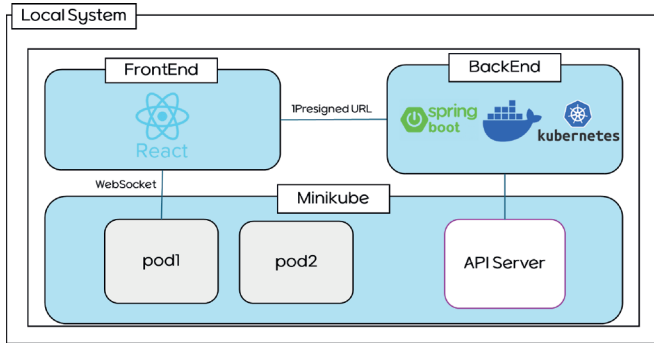 Local System
FrontEnd
BackEnd
1Presigned URL
spring
boot
kubernetes
React
WebSocket
Minikube
pod1
pod2
API Server